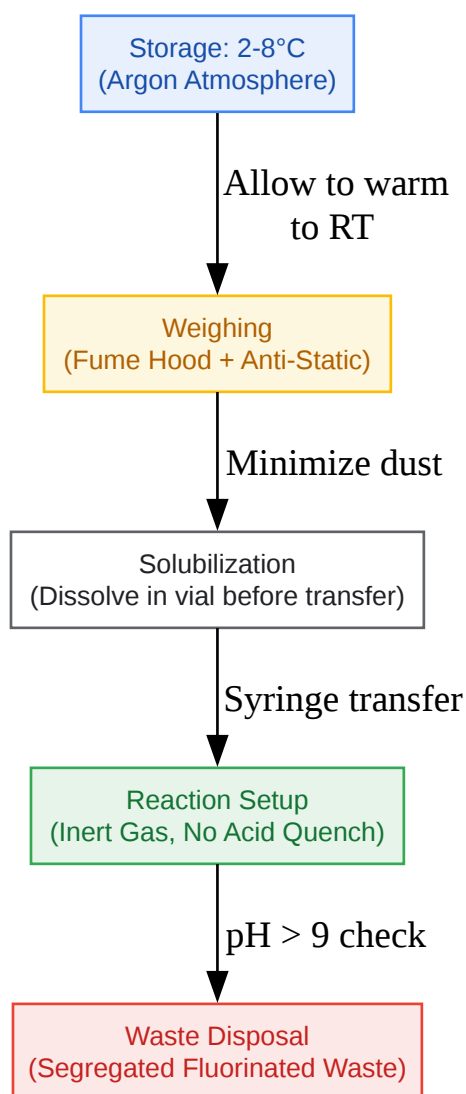 Storage: 2-8°C
(Argon Atmosphere)
Allow to warm
to RT
Weighing
(Fume Hood + Anti-Static)
Minimize dust
Solubilization
(Dissolve in vial before transfer)
Syringe transfer
Reaction Setup
(Inert Gas, No Acid Quench)
pH > 9 check
Waste Disposal
(Segregated Fluorinated Waste)